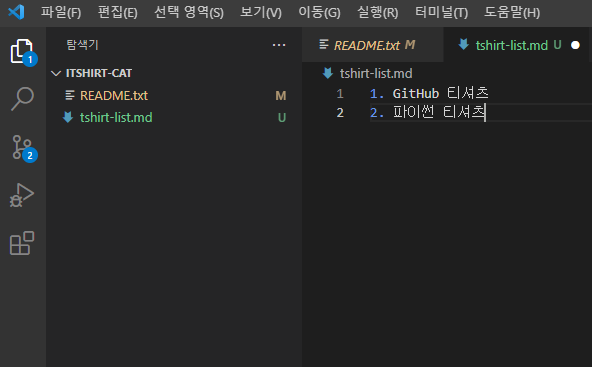 파일(F) 편집(E) 선택 영역(S) 보기(V) 이동(G) 실행(R) 터미널(T) 도움말(H)
탐색기 ...
README.txt M tshirt-list.md U
ITSHIRT-CAT
tshirt-list.md
README.txt M
tshirt-list.md U
1 1. GitHub 티셔츠
2 2. 파이썬 티셔츠
1
2